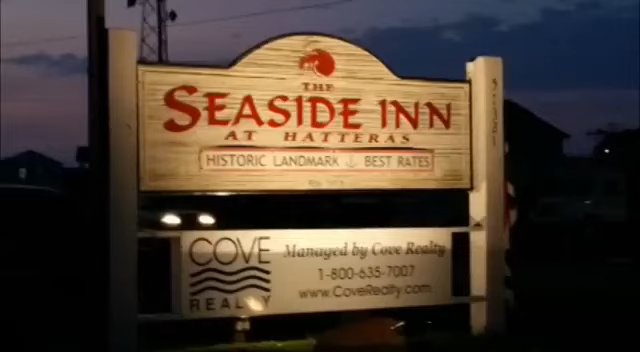 THE
SEASIDE INN
AT HATTERAS
HISTORIC LANDMARK BEST RATES
COVE
REALTY
Managed by Cove Realty
1-800-635-7007
www.CoveRealty.com